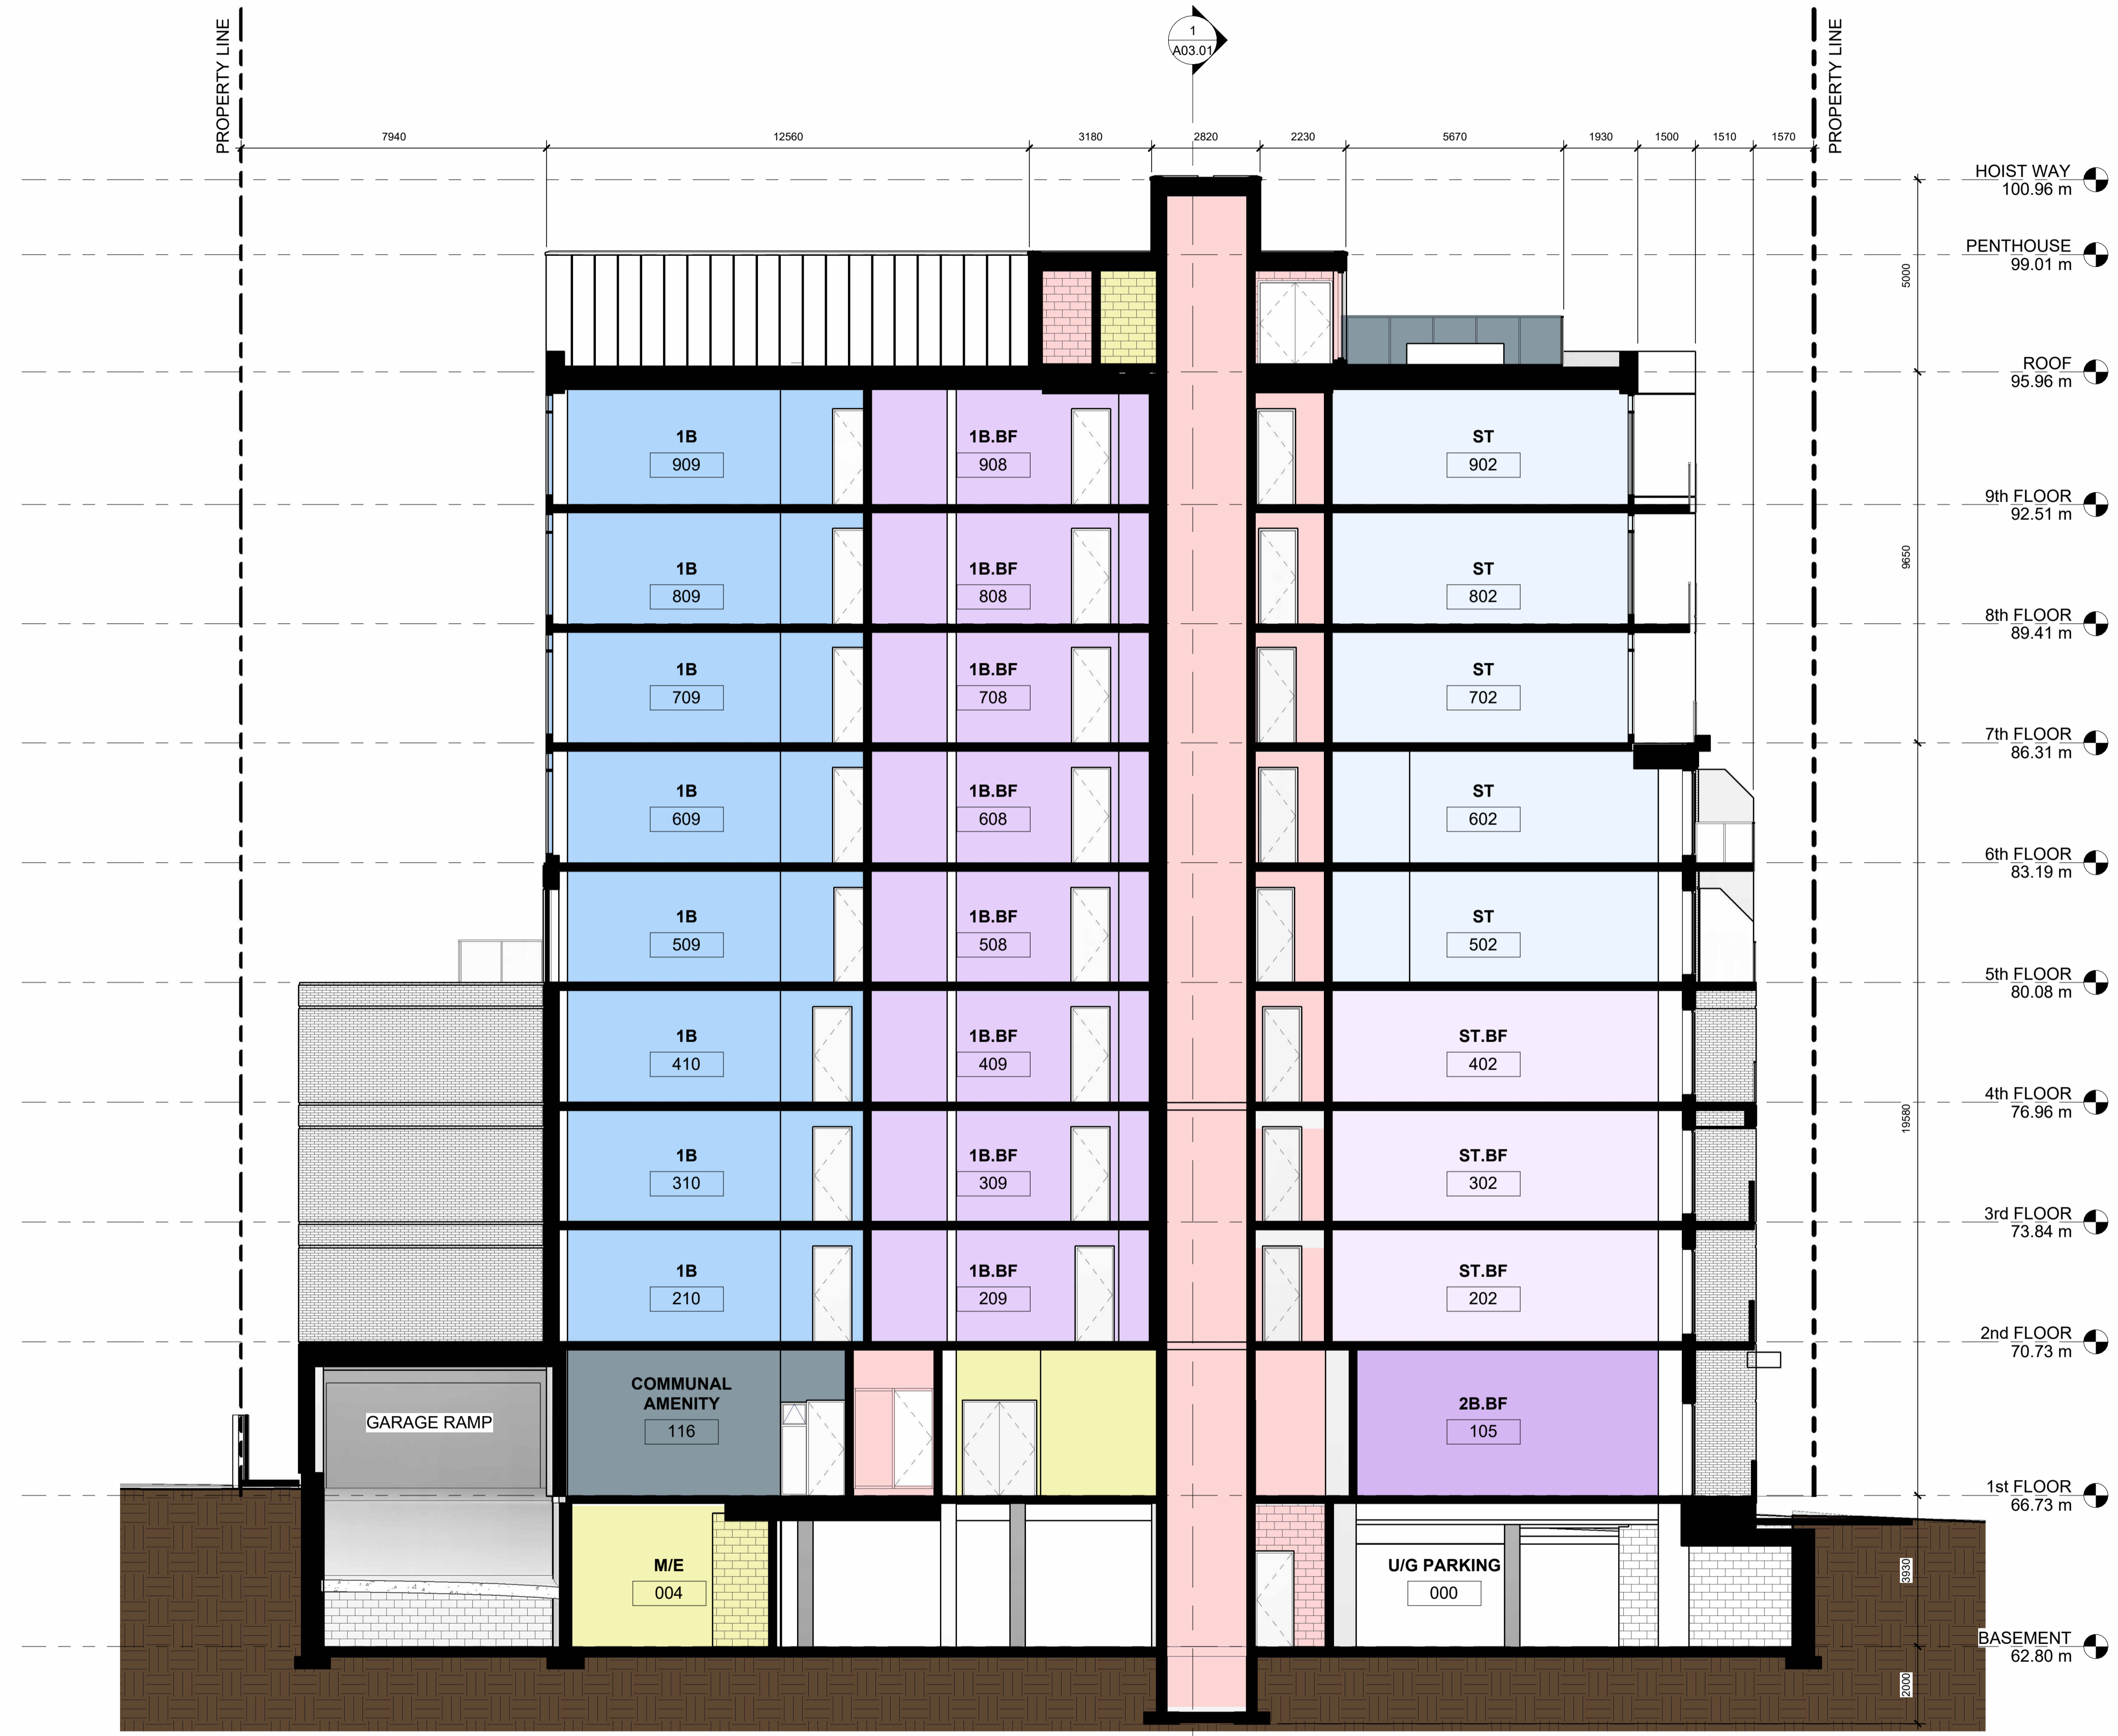 1
A03.01
PROPERTY LINE
PROPERTY LINE
7940
12560
3180
2820
2230
5670
1930
1500
1510
1570
HOIST WAY
100.96 m
PENTHOUSE
99.01 m
5000
ROOF
95.96 m
1B
909
1B.BF
908
ST
902
9th FLOOR
92.51 m
9650
1B
809
1B.BF
808
ST
802
8th FLOOR
89.41 m
1B
709
1B.BF
708
ST
702
7th FLOOR
86.31 m
1B
609
1B.BF
608
ST
602
6th FLOOR
83.19 m
1B
509
1B.BF
508
ST
502
5th FLOOR
80.08 m
1B
410
1B.BF
409
ST.BF
402
4th FLOOR
76.96 m
19580
1B
310
1B.BF
309
ST.BF
302
3rd FLOOR
73.84 m
1B
210
1B.BF
209
ST.BF
202
2nd FLOOR
70.73 m
GARAGE RAMP
COMMUNAL
AMENITY
116
2B.BF
105
1st FLOOR
66.73 m
M/E
004
U/G PARKING
000
3930
BASEMENT
62.80 m
2000